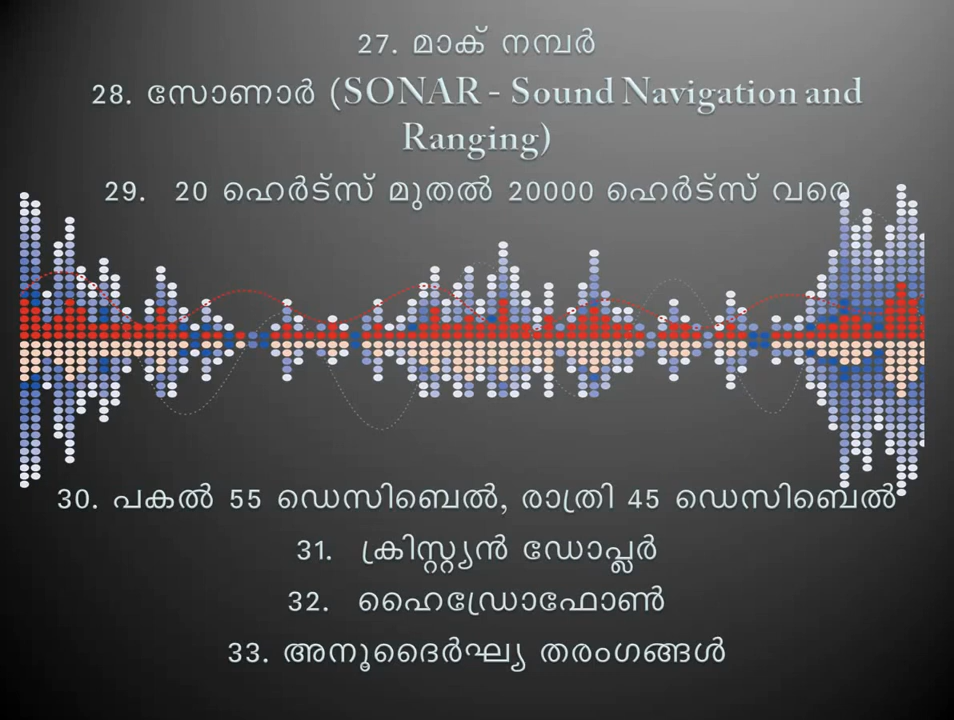 27. മാക് നമ്പർ
28. സോണാർ (SONAR - Sound Navigation and
Ranging)
29. 20 ഹെർട്സ് മുതൽ 20000 ഹെർട്സ് വരെ
30. പകൽ 55 ഡെസിബെൽ, രാത്രി 45 ഡെസിബെൽ
31. ക്രിസ്റ്റ്യൻ ഡോപ്ലർ
32. ഹൈഡ്രോഫോൺ
33. അനൂദൈർഘ്യ തരംഗങ്ങൾ